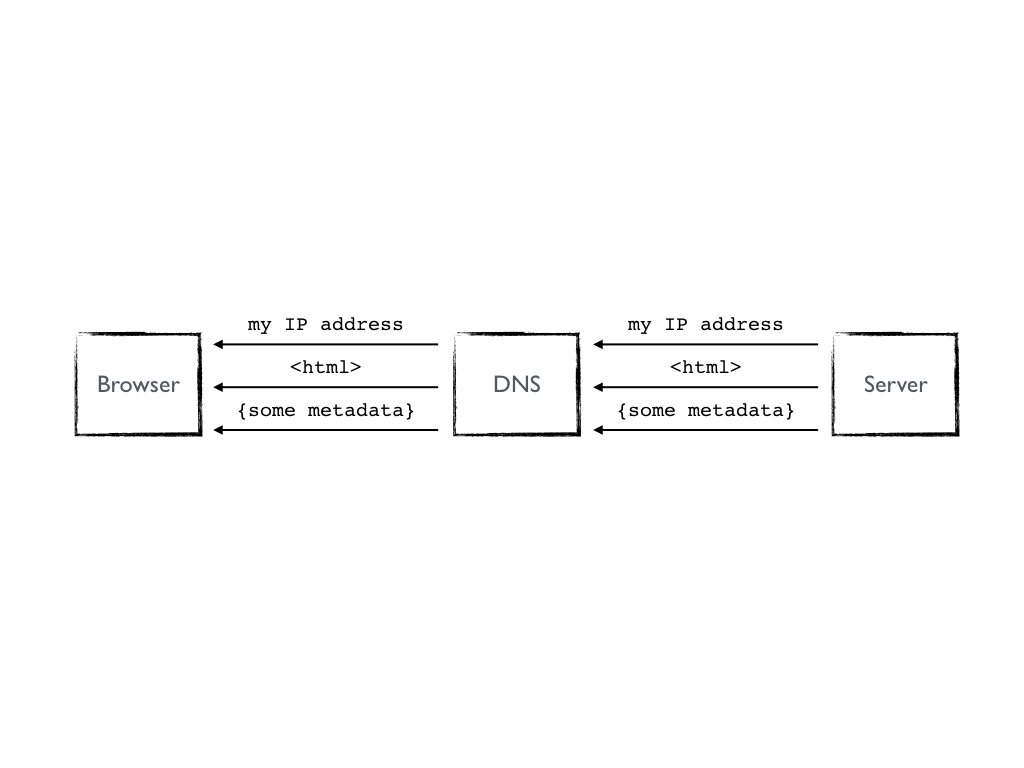 my IP address
my IP address
<html>
<html>
Browser
DNS
Server
{some metadata}
{some metadata}